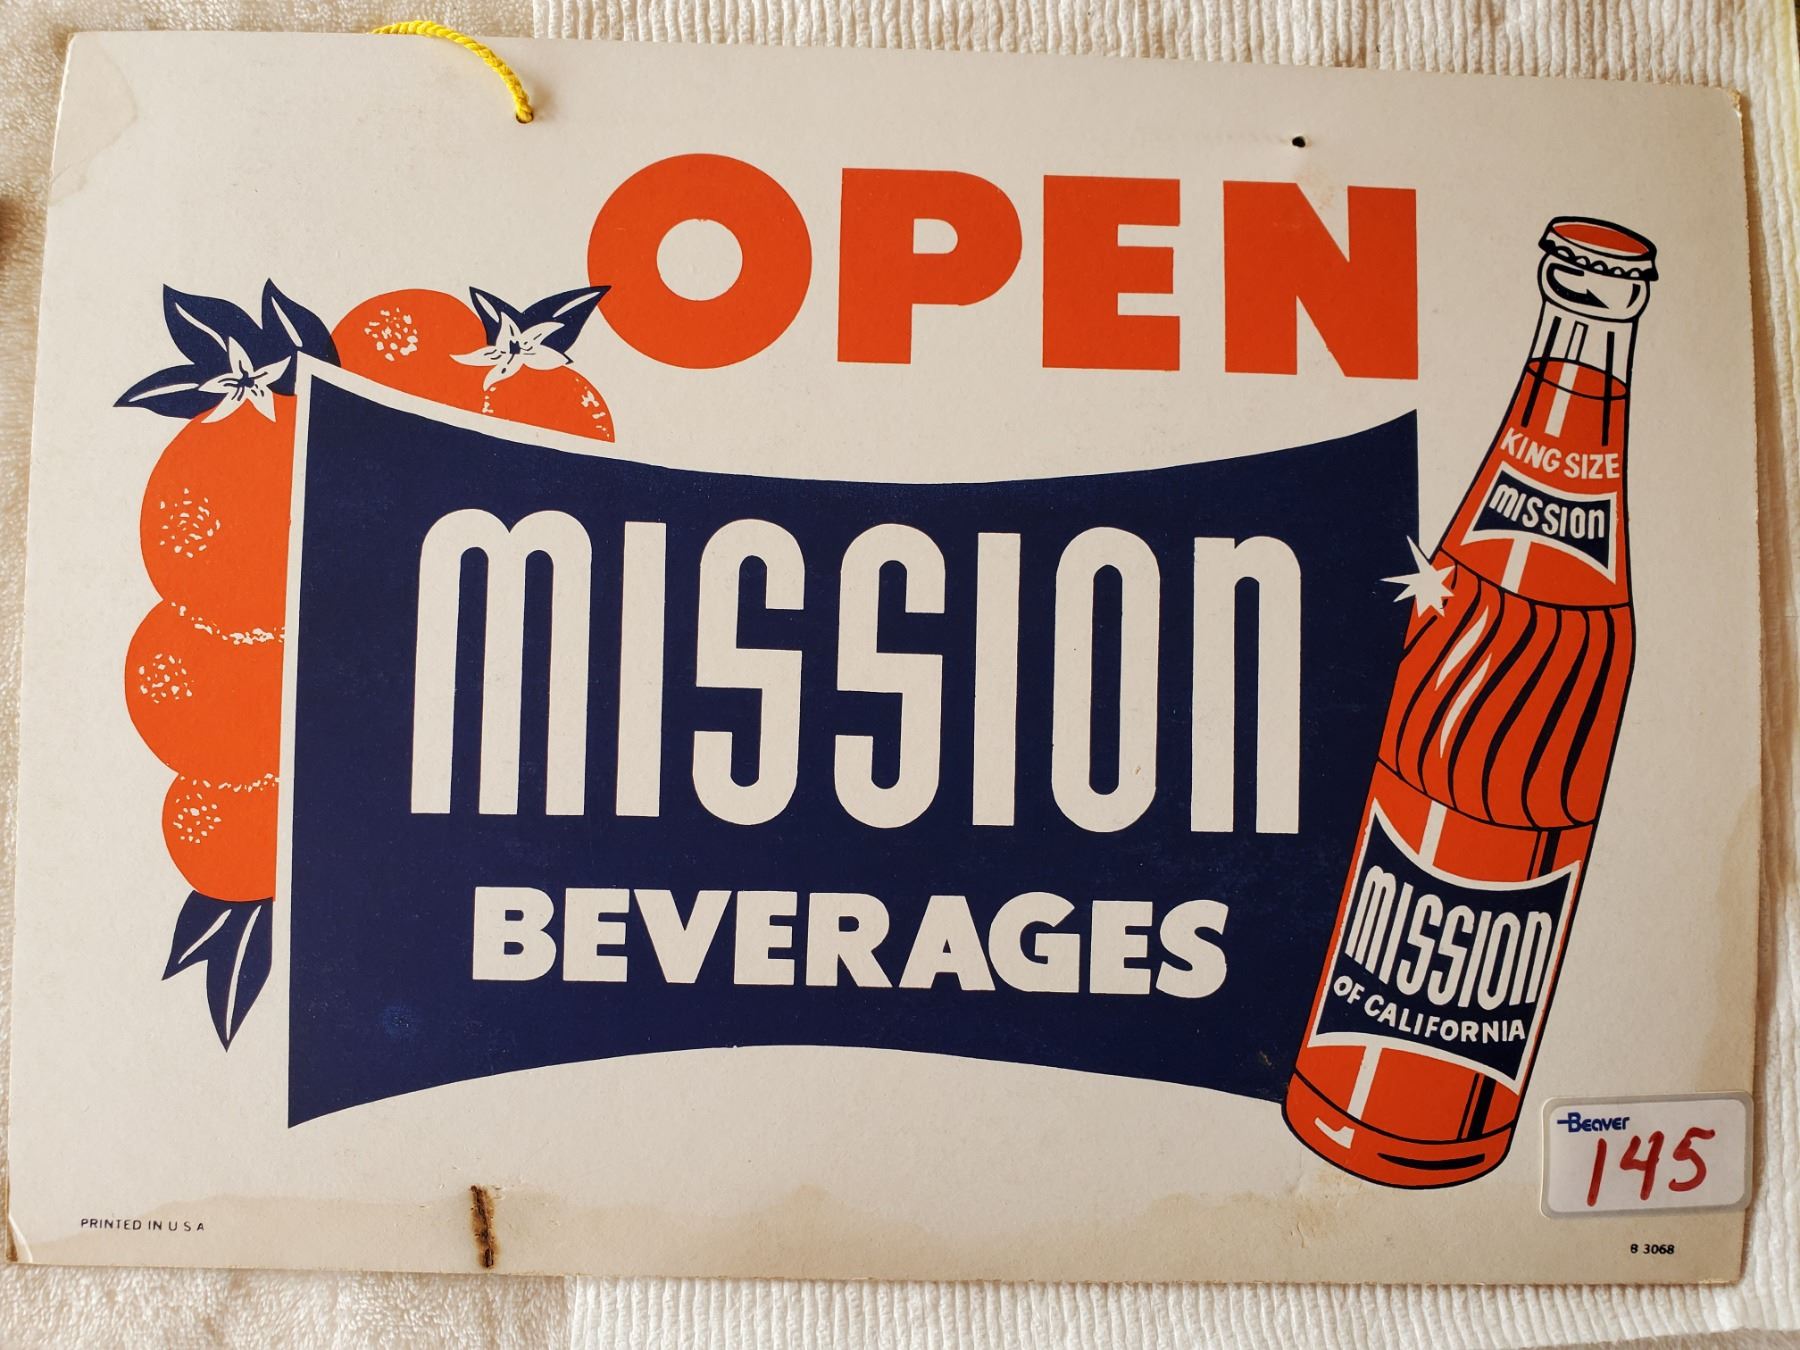 OPEN
MISSION
BEVERAGES
KING SIZE
MISSION
MISSION
OF CALIFORNIA
Beaver
145
PRINTED IN U S A
B 3068